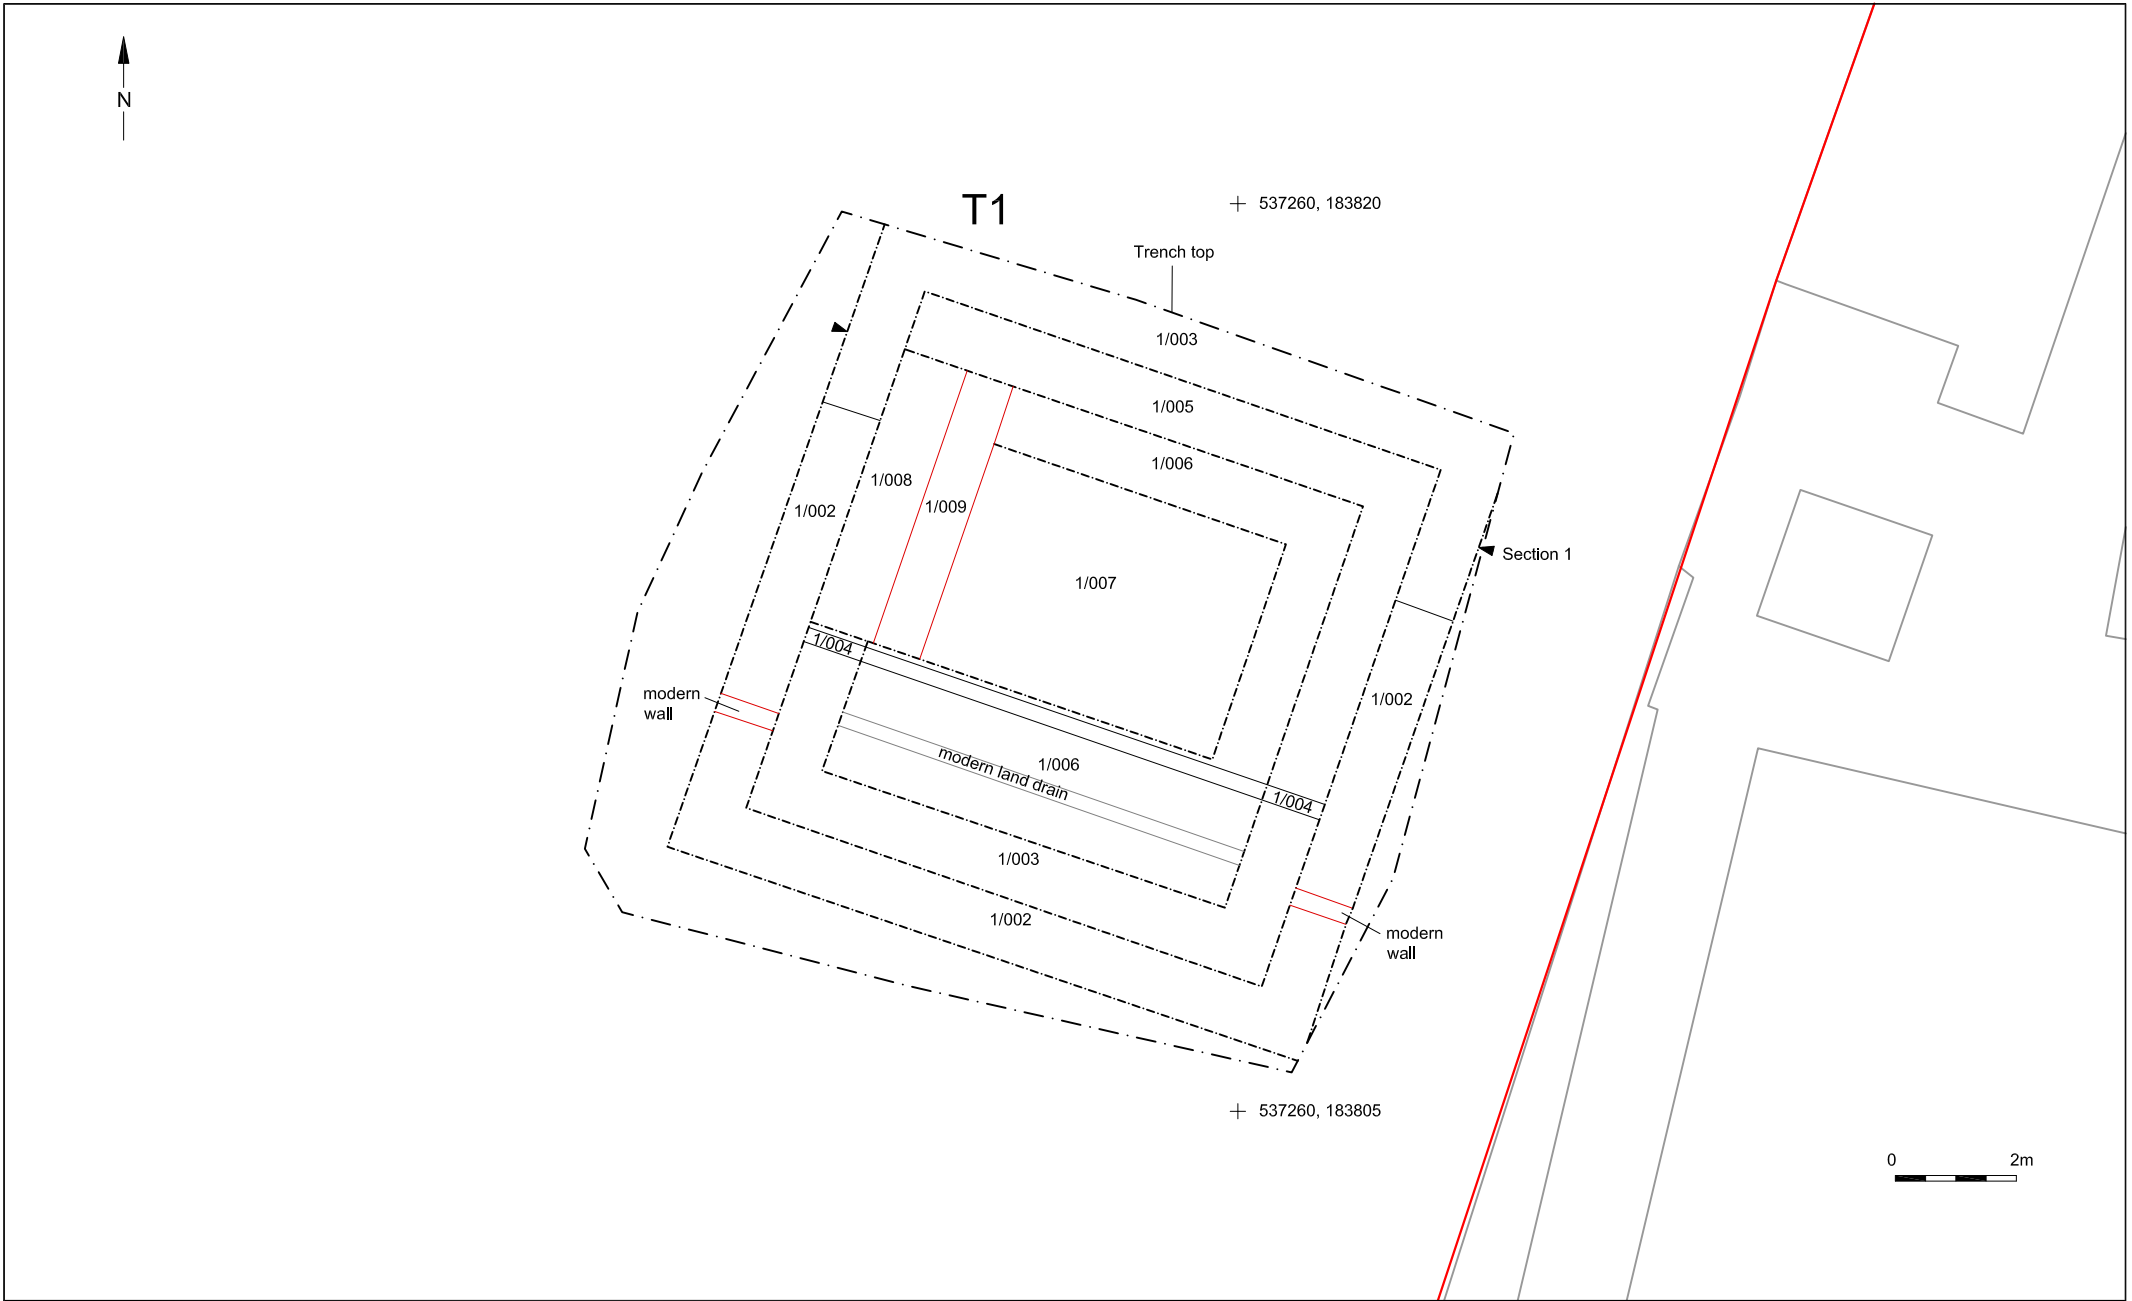 N
T1
537260, 183820
Trench top
1/003
1/005
1/006
1/008
1/009
1/002
Section 1
1/007
1/004
modern
wall
1/002
1/006
modern land drain
1/004
1/003
1/002
modern
wall
537260, 183805
0 2m